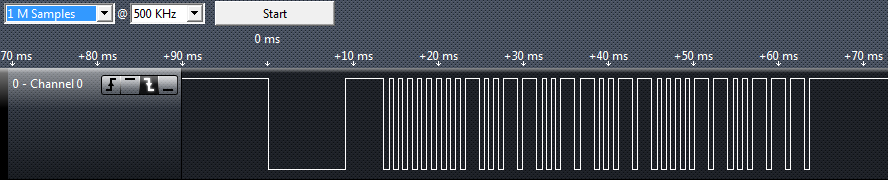 1 M Samples @ 500 KHz Start
0 ms
70 ms +80 ms +90 ms +10 ms +20 ms +30 ms +40 ms +50 ms +60 ms +70 ms
0 - Channel 0